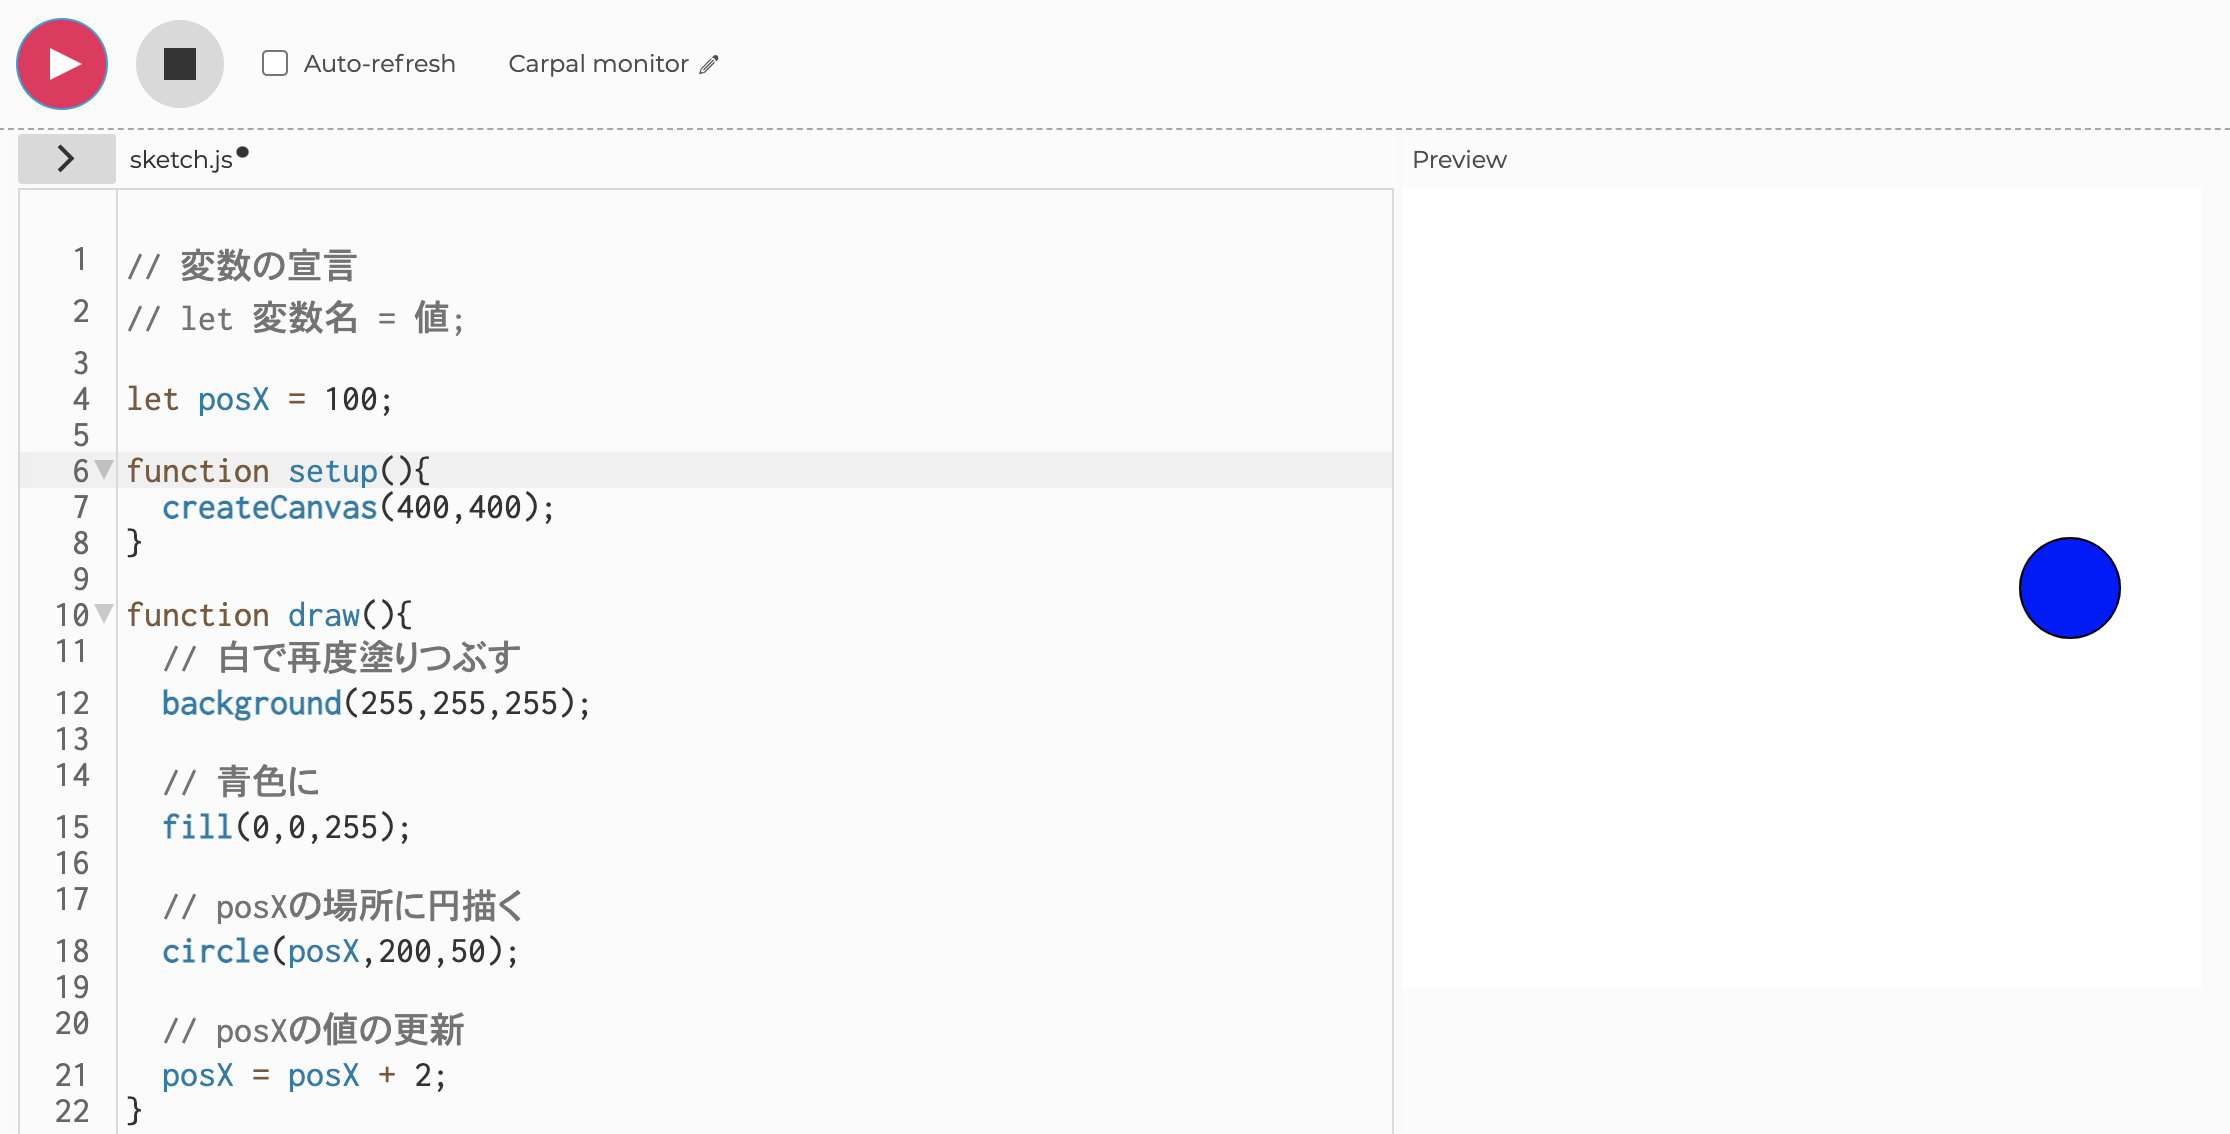 Auto-refresh Carpal monitor
sketch.js
Preview
1 // 変数の宣言
2 // let 変数名 = 値;
3
4 let posX = 100;
5
6 function setup(){
7 createCanvas(400,400);
8 }
9
10 function draw(){
11 // 白で再度塗りつぶす
12 background(255,255,255);
13
14 // 青色に
15 fill(0,0,255);
16
17 // posXの場所に円描く
18 circle(posX,200,50);
19
20 // posXの値の更新
21 posX = posX + 2;
22 }